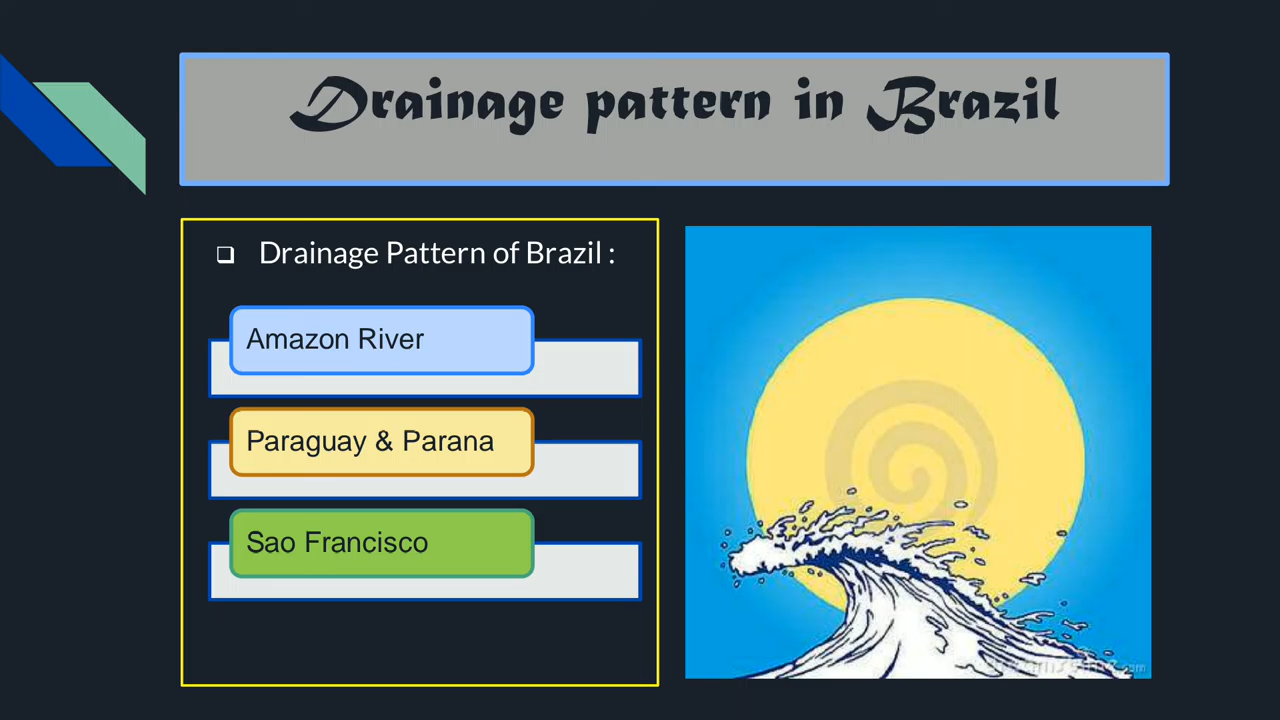 Drainage pattern in Brazil
Drainage Pattern of Brazil :
Amazon River
Paraguay & Parana
Sao Francisco